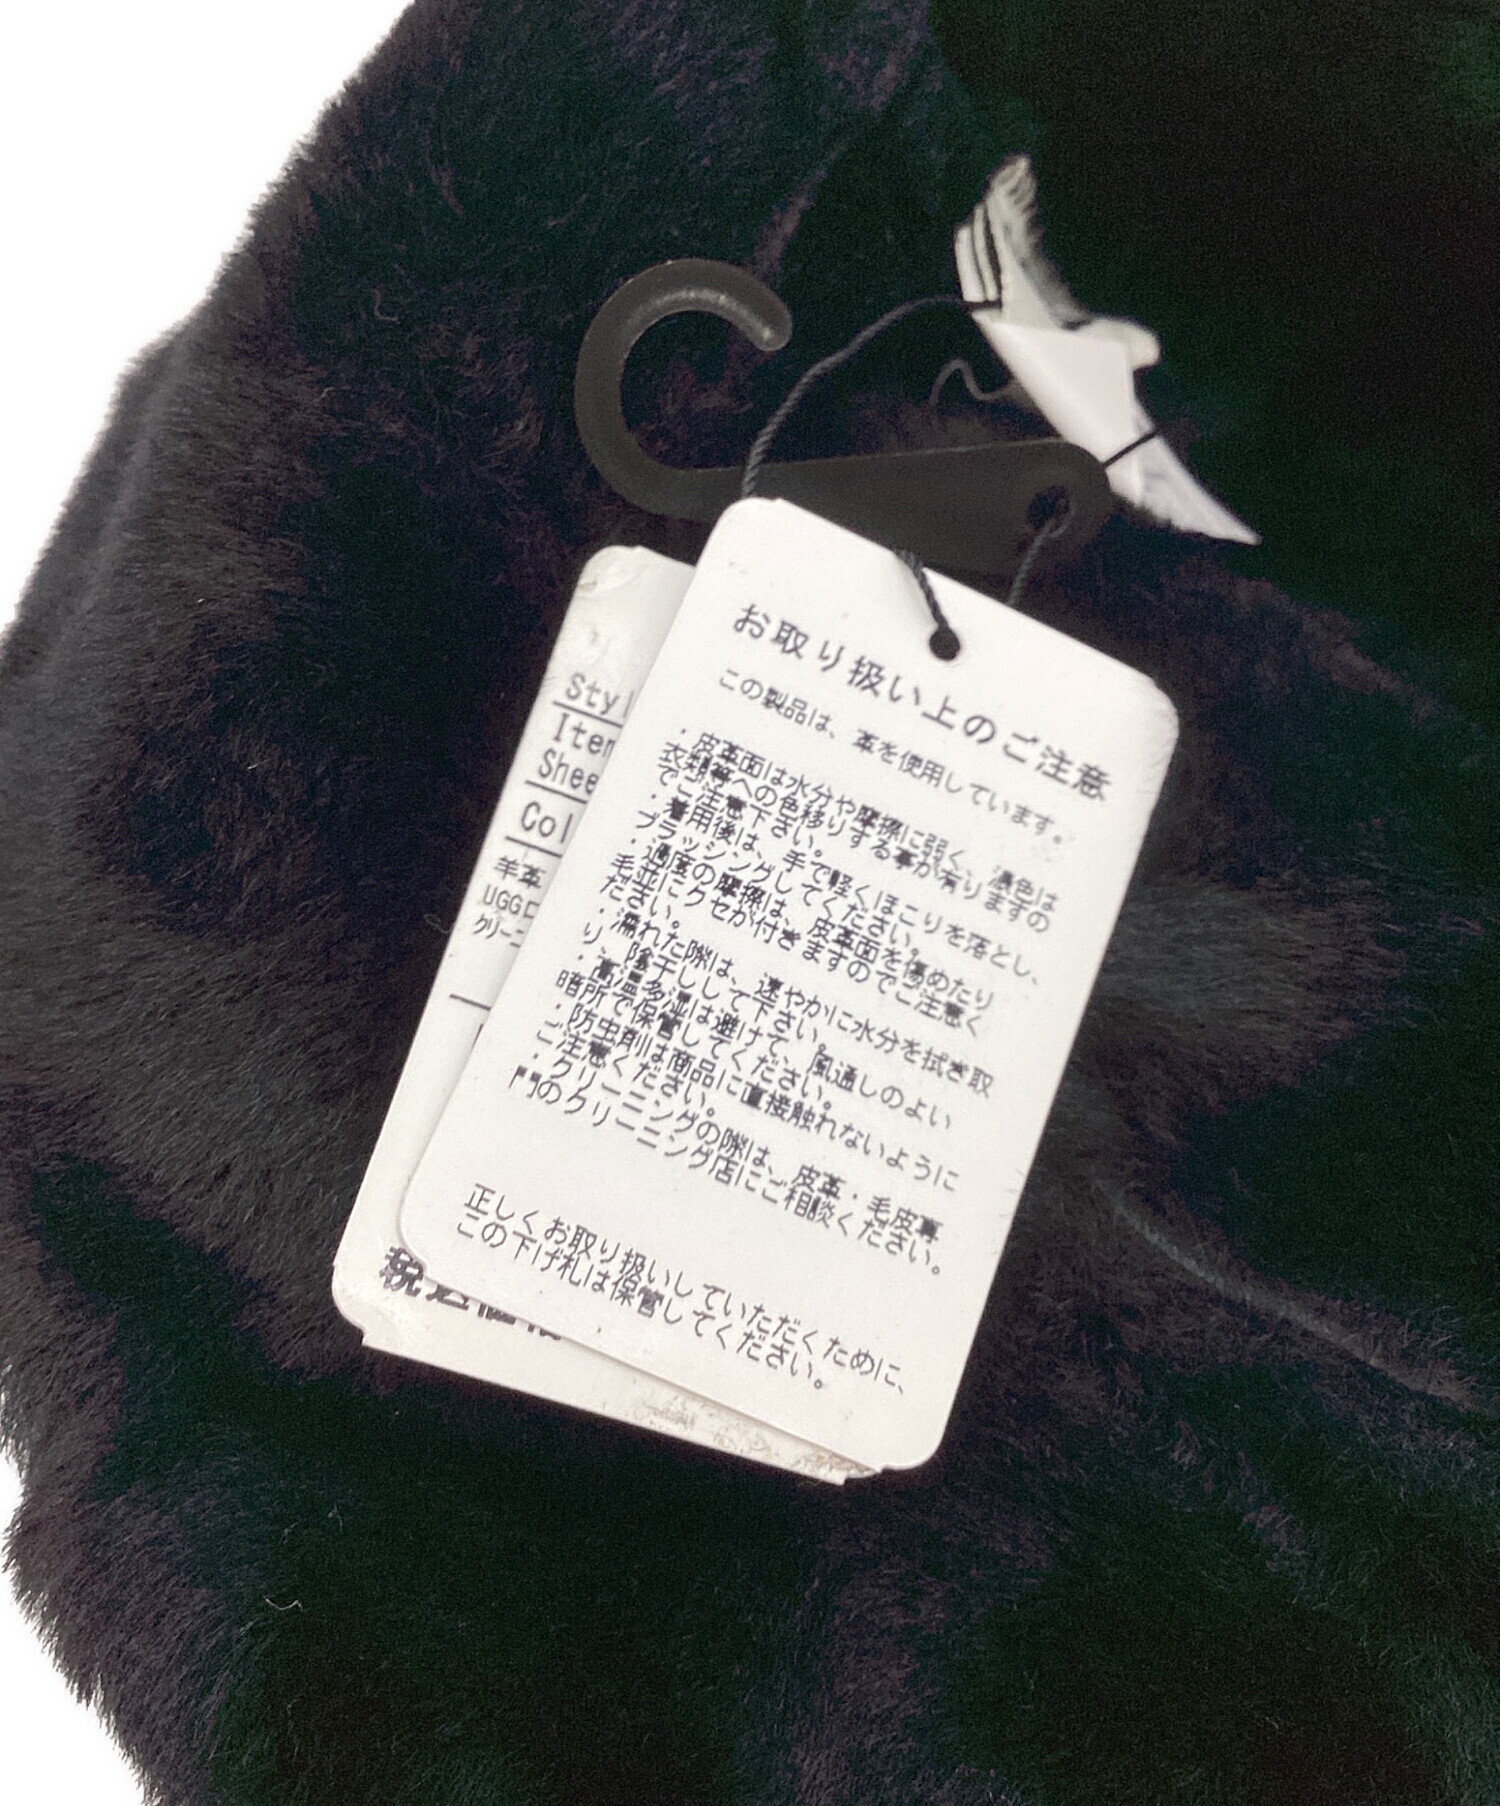 お取り扱い上のご注意
この製品は、革を使用しています。
・皮革面は水分や摩擦に弱く、濃色は
衣類等への色移りする事が有りますの
でご注意下さい。
・着用後は、手で軽くほこりを落とし、
ブラッシングしてください。
・過度の摩擦は、皮革面を傷めたり
毛並にクセが付きますのでご注意く
ださい。
・濡れた際は、速やかに水分を拭き取
り、陰干しして下さい。
・高温多湿は避けて、風通しのよい
暗所で保管してください。
・防虫剤は商品に直接触れないように
ご注意ください。
・クリーニングの際は、皮革・毛皮専
門のクリーニング店にご相談ください。
正しくお取り扱いしていただくために、
この下げ札は保管してください。
Sty
Ite
Shee
Col
羊革
UGG
クリーニ
税込価格